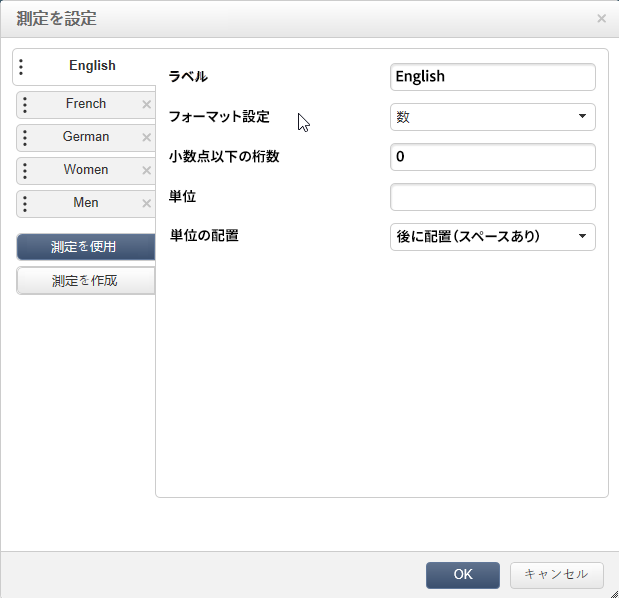 測定を設定
English
French
German
Women
Men
測定を使用
測定を作成
ラベル English
フォーマット設定 数
小数点以下の桁数 0
単位
単位の配置 後に配置(スペースあり)
OK キャンセル